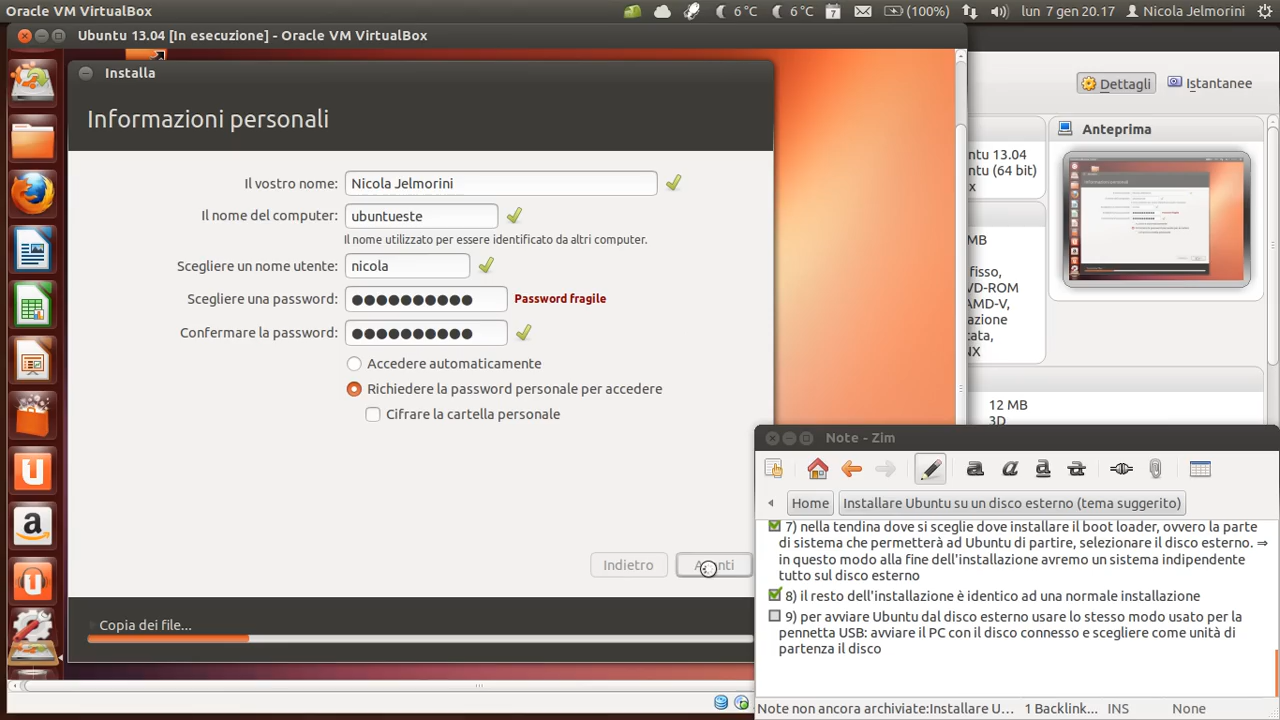 Oracle VM VirtualBox
6 °C
6 °C
7
(100%)
lun 7 gen 20.17
Nicola Jelmorini
Ubuntu 13.04 [In esecuzione] - Oracle VM VirtualBox
Dettagli
Istantanee
Installa
Informazioni personali
Anteprima
Il vostro nome:
Nicola Jelmorini
Il nome del computer:
ubuntueste
Il nome utilizzato per essere identificato da altri computer.
Scegliere un nome utente:
nicola
Scegliere una password:
●●●●●●●●●●
Password fragile
Confermare la password:
●●●●●●●●●●
Accedere automaticamente
Richiedere la password personale per accedere
Cifrare la cartella personale
Indietro
Copia dei file...
13.04
(64 bit)
MB
fisso,
VD-ROM
AMD-V,
NX
12 MB
3D
Note - Zim
Home
Installare Ubuntu su un disco esterno (tema suggerito)
7) nella tendina dove si sceglie dove installare il boot loader, ovvero la parte
di sistema che permetterà ad Ubuntu di partire, selezionare il disco esterno. ⇒
in questo modo alla fine dell'installazione avremo un sistema indipendente
tutto sul disco esterno
8) il resto dell'installazione è identico ad una normale installazione
9) per avviare Ubuntu dal disco esterno usare lo stesso modo usato per la
pennetta USB: avviare il PC con il disco connesso e scegliere come unità di
partenza il disco
Note non ancora archiviate:Installare U...
1 Backlink...
INS
None